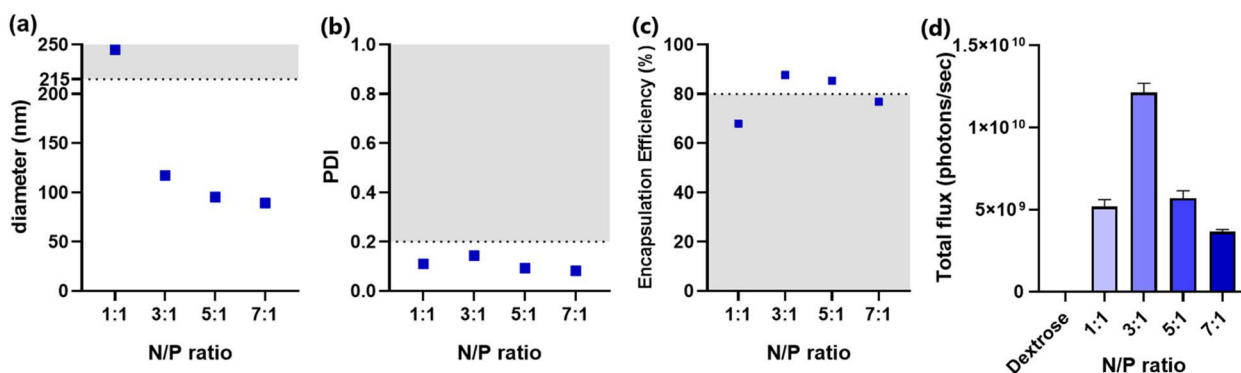 (a)
250
215
200
150
100
50
0
diameter (nm)
1:1 3:1 5:1 7:1
N/P ratio
(b)
1.0
0.8
0.6
0.4
0.2
0.0
PDI
1:1 3:1 5:1 7:1
N/P ratio
(c)
100
80
60
40
20
0
Encapsulation Efficiency (%)
1:1 3:1 5:1 7:1
N/P ratio
(d)
1.5×10¹⁰
1×10¹⁰
5×10⁹
0
Total flux (photons/sec)
Dextrose 1:1 3:1 5:1 7:1
N/P ratio